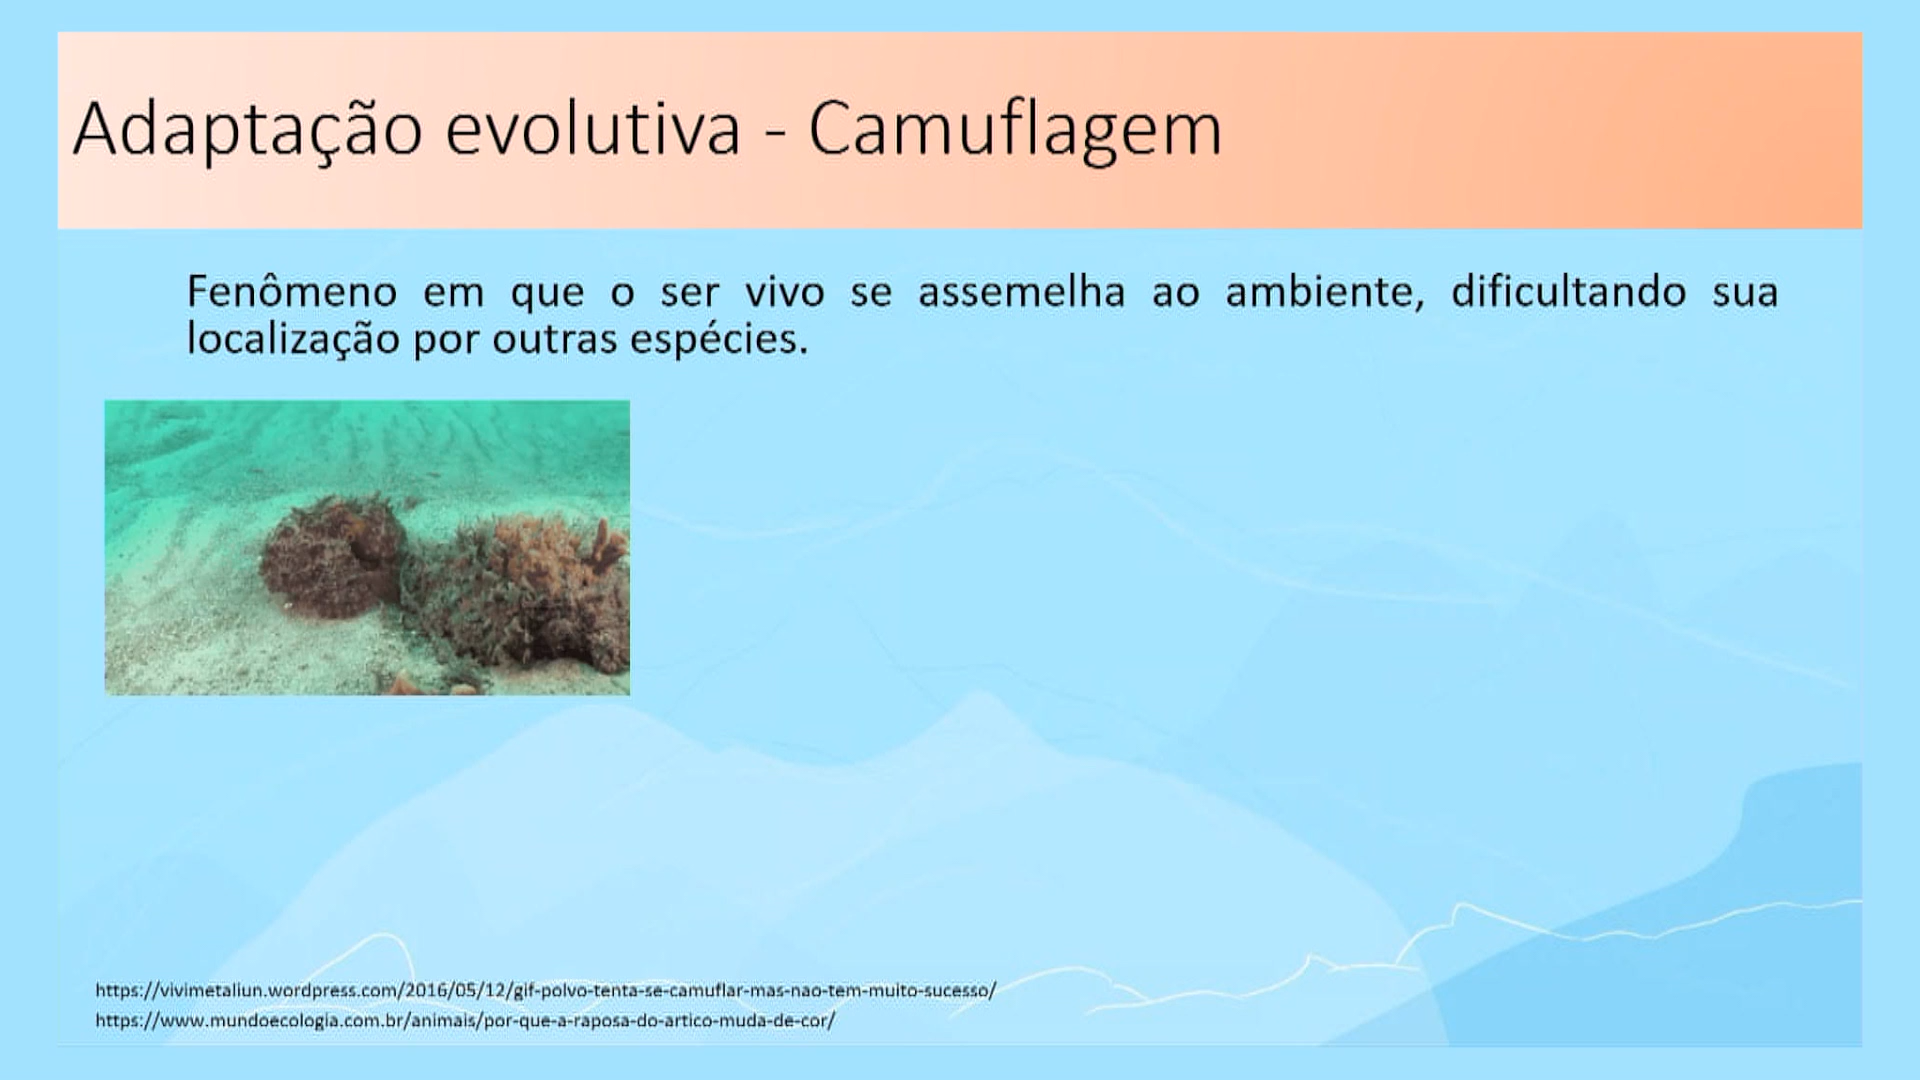 Adaptação evolutiva - Camuflagem
Fenômeno em que o ser vivo se assemelha ao ambiente, dificultando sua
localização por outras espécies.
https://vivimetaliun.wordpress.com/2016/05/12/gif-polvo-tenta-se-camuflar-mas-nao-tem-muito-sucesso/
https://www.mundoecologia.com.br/animais/por-que-a-raposa-do-artico-muda-de-cor/